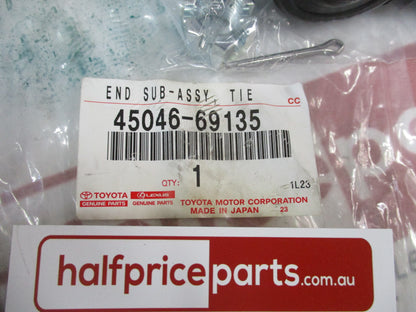 END SUB-ASSY, TIE
CC
45046-69135
QTY: 1
1L23
TOYOTA LEXUS TOYOTA MOTOR CORPORATION
GENUINE PARTS GENUINE PARTS MADE IN JAPAN 23
halfpriceparts.com.au